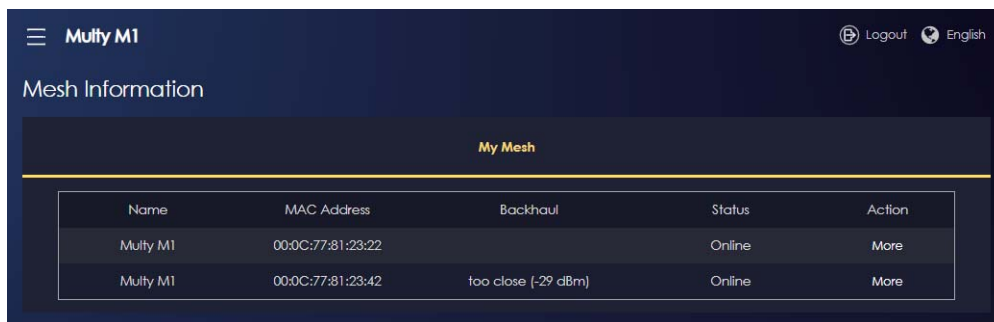 Multy M1 Logout English
Mesh Information
My Mesh
Name MAC Address Backhaul Status Action
Multy M1 00:0C:77:81:23:22 Online More
Multy M1 00:0C:77:81:23:42 too close (-29 dBm) Online More